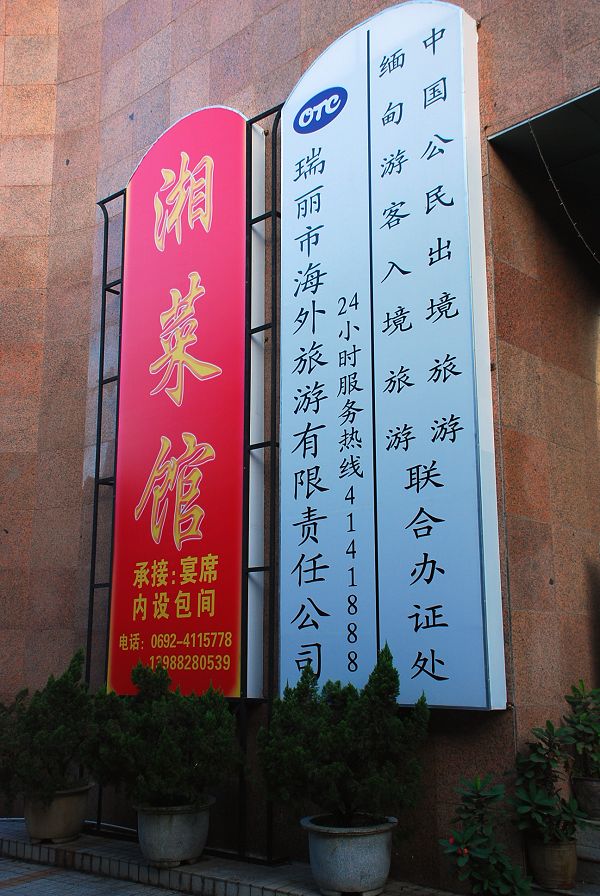 湘菜馆
承接:宴席
内设包间
电话: 0692-4115778
13988280539
OTC
中国公民出境旅游
缅甸游客入境旅游
联合办证处
24小时服务热线4141888
瑞丽市海外旅游有限责任公司